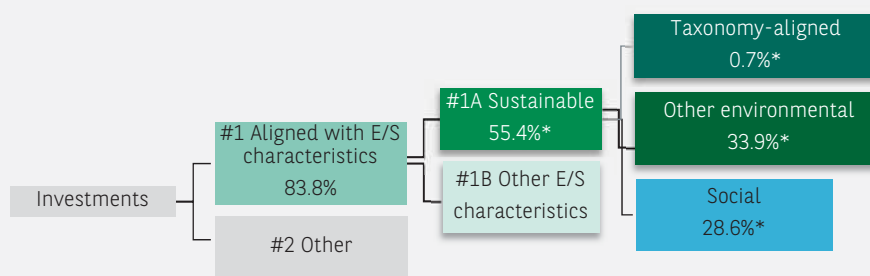 Investments
#1 Aligned with E/S
characteristics
83.8%
#2 Other
#1A Sustainable
55.4%*
#1B Other E/S
characteristics
Taxonomy-aligned
0.7%*
Other environmental
33.9%*
Social
28.6%*